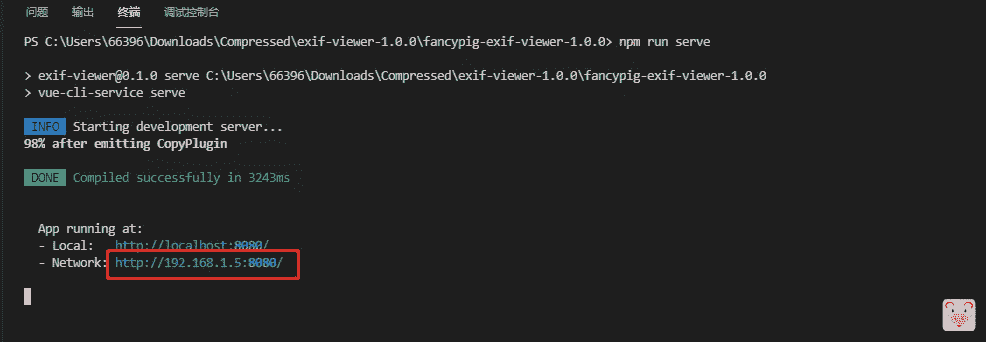 问题 输出 终端 调试控制台
PS C:\Users\66396\Downloads\Compressed\exif-viewer-1.0.0\fancypig-exif-viewer-1.0.0> npm run serve
> exif-viewer@0.1.0 serve C:\Users\66396\Downloads\Compressed\exif-viewer-1.0.0\fancypig-exif-viewer-1.0.0
> vue-cli-service serve
INFO Starting development server...
98% after emitting CopyPlugin
DONE Compiled successfully in 3243ms
App running at:
- Local: http://localhost:8080/
- Network: http://192.168.1.5:8080/